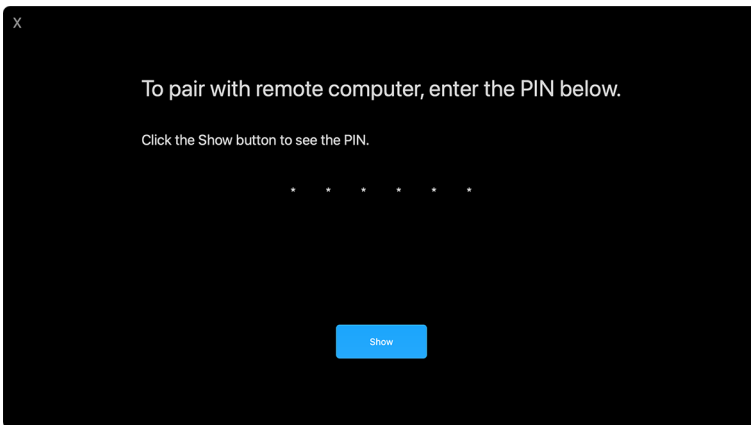 X
To pair with remote computer, enter the PIN below.
Click the Show button to see the PIN.
* * * * * *
Show